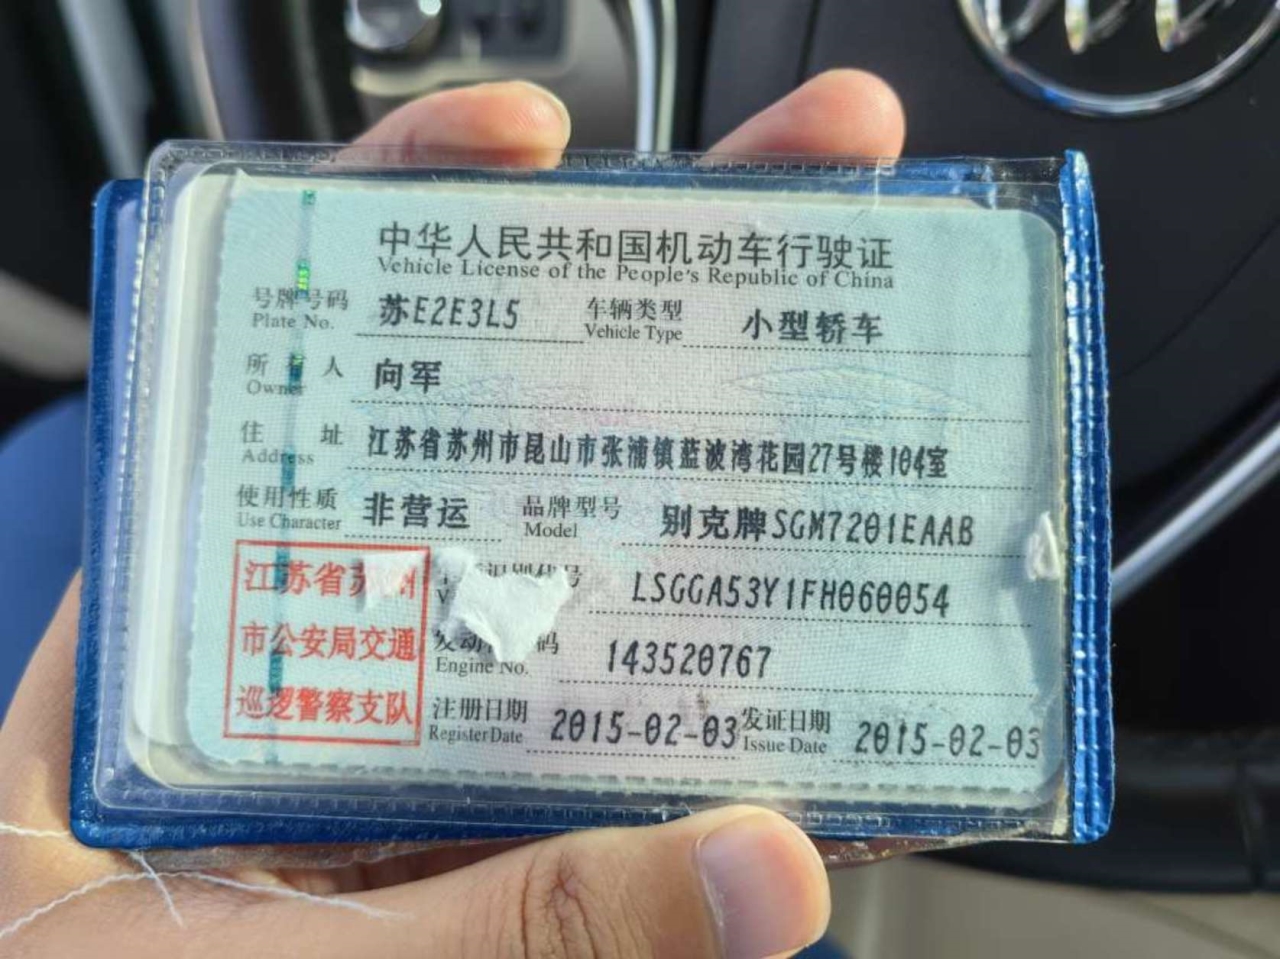 中华人民共和国机动车行驶证
Vehicle License of the People's Republic of China
号牌号码 苏E2E3L5 车辆类型 小型轿车
Plate No. Vehicle Type
所有人 向军
Owner
住址 江苏省苏州市昆山市张浦镇蓝波湾花园27号楼104室
Address
使用性质 非营运 品牌型号 别克牌SGM7201EAAB
Use Character Model
江苏省苏州 识别代号 LSGGA53Y1FH060054
市公安局交通 发动 码 143520767
Engine No.
巡逻警察支队 注册日期 2015-02-03 发证日期 2015-02-03
Register Date Issue Date